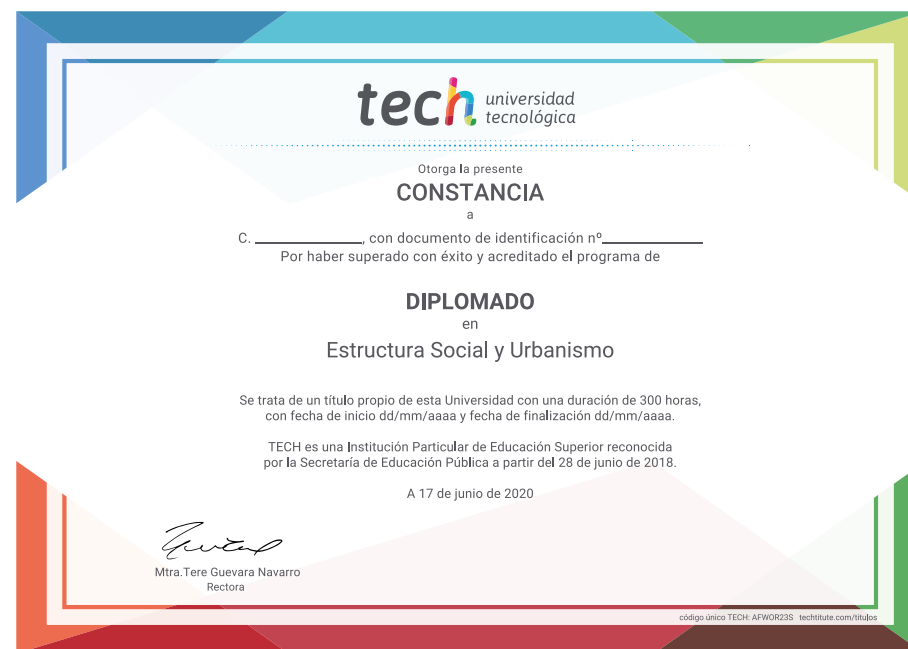 tech universidad
tecnológica
Otorga la presente
CONSTANCIA
a
C. ____________, con documento de identificación nº____________
Por haber superado con éxito y acreditado el programa de
DIPLOMADO
en
Estructura Social y Urbanismo
Se trata de un título propio de esta Universidad con una duración de 300 horas,
con fecha de inicio dd/mm/aaaa y fecha de finalización dd/mm/aaaa.
TECH es una Institución Particular de Educación Superior reconocida
por la Secretaría de Educación Pública a partir del 28 de junio de 2018.
A 17 de junio de 2020
Mtra.Tere Guevara Navarro
Rectora
código único TECH: AFWOR23S techtitute.com/titulos